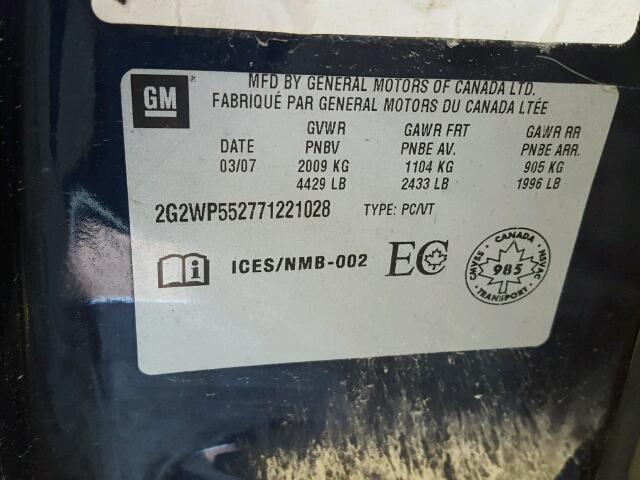 GM
MFD BY GENERAL MOTORS OF CANADA LTD.
FABRIQUÉ PAR GENERAL MOTORS DU CANADA LTÉE
GVWR GAWR FRT GAWR RR
DATE PNBV PNBE AV. PNBE ARR.
03/07 2009 KG 1104 KG 905 KG
4429 LB 2433 LB 1996 LB
2G2WP552771221028 TYPE: PC/VT
i ICES/NMB-002 EC
CANADA
CMVSS 985 NSVAC
TRANSPORT